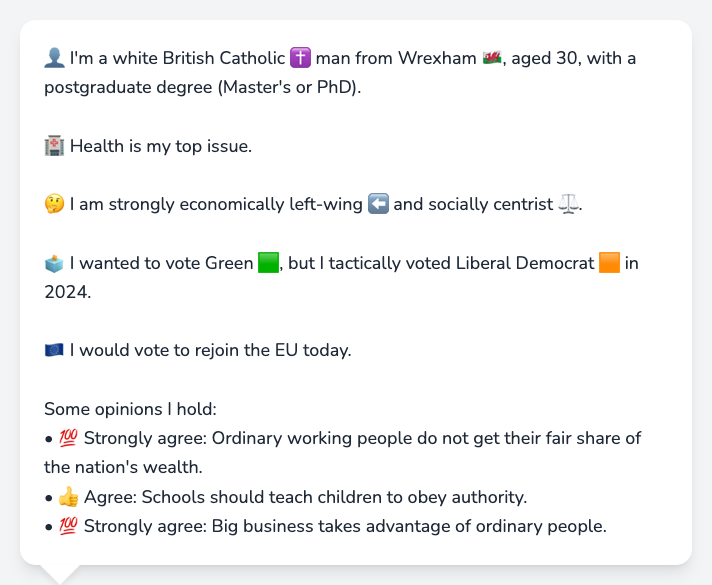 👤 I'm a white British Catholic ✝️ man from Wrexham 🏴󠁧󠁢󠁷󠁬󠁳󠁿, aged 30, with a
postgraduate degree (Master's or PhD).
🏥 Health is my top issue.
🤔 I am strongly economically left-wing ⬅️ and socially centrist ⚖️.
🗳️ I wanted to vote Green 🟩, but I tactically voted Liberal Democrat 🟧 in
2024.
🇪🇺 I would vote to rejoin the EU today.
Some opinions I hold:
• 💯 Strongly agree: Ordinary working people do not get their fair share of
the nation's wealth.
• 👍 Agree: Schools should teach children to obey authority.
• 💯 Strongly agree: Big business takes advantage of ordinary people.